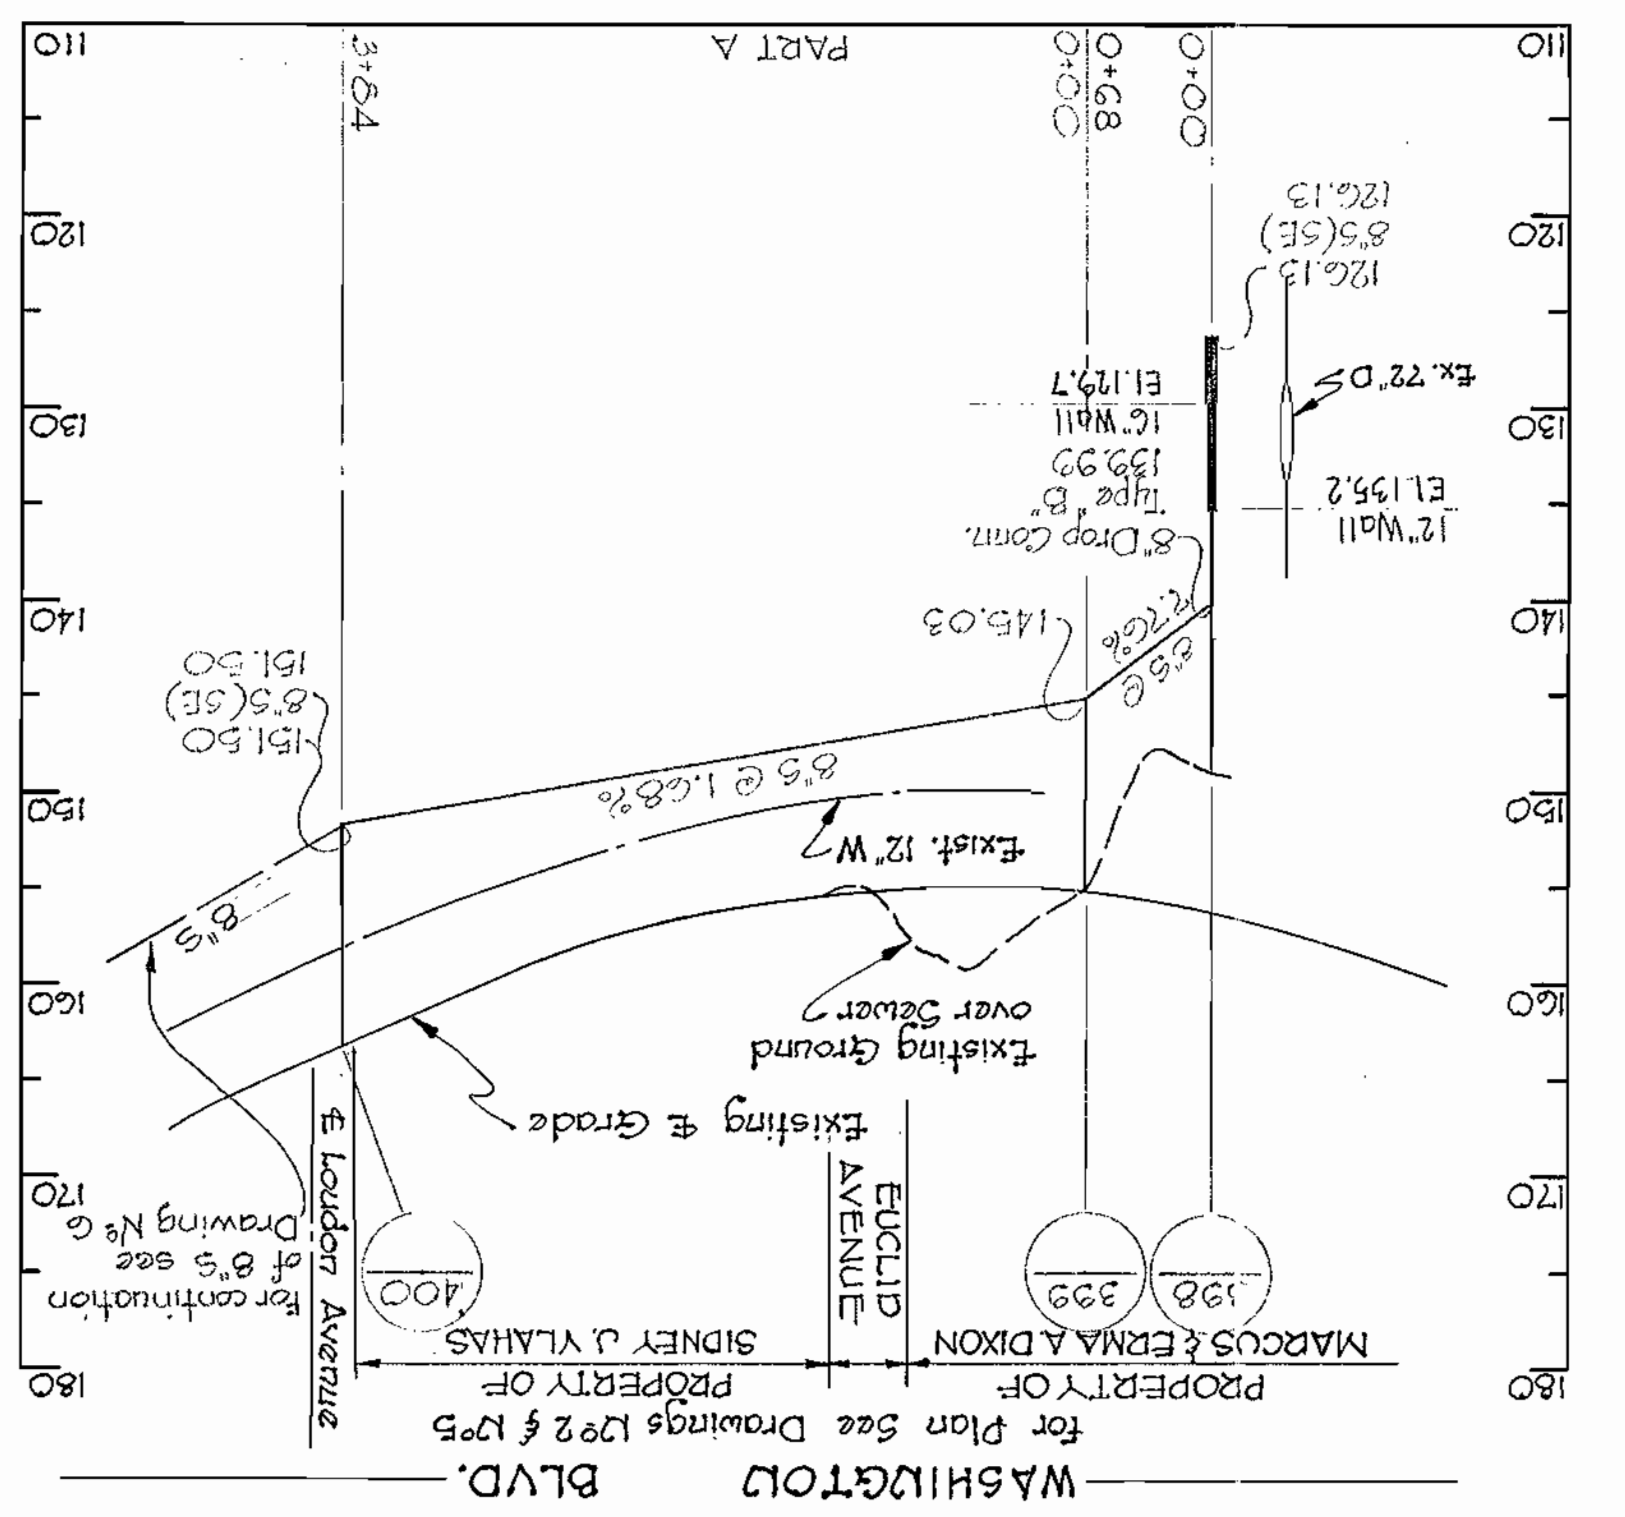 WASHINGTON BLVD.
For Plan See Drawings Nº2 & Nº5
PROPERTY OF
MARCUS & ERMA A. DIXON
PROPERTY OF
SIDNEY J. VLAHAS
180
180
398
399
EUCLID
AVENUE
400
℄ Loudon Avenue
For continuation
of 8"S see
Drawing Nº 6
170
170
Existing ℄ Grade
Existing Ground
over Sewer
160
160
8"S
Exist. 12" W
150
150
8"S @ 1.68%
151.50
8"S(SE)
151.50
8"S @
7.76%
145.03
140
140
8"Drop Conn.
Type "B"
139.99
12"Wall
El. 135.2
16"Wall
El. 129.7
130
130
Ex. 72" DS
126.13
8"S(SE)
126.13
120
120
0+00
0+68
0+00
3+84
110
PART A
110